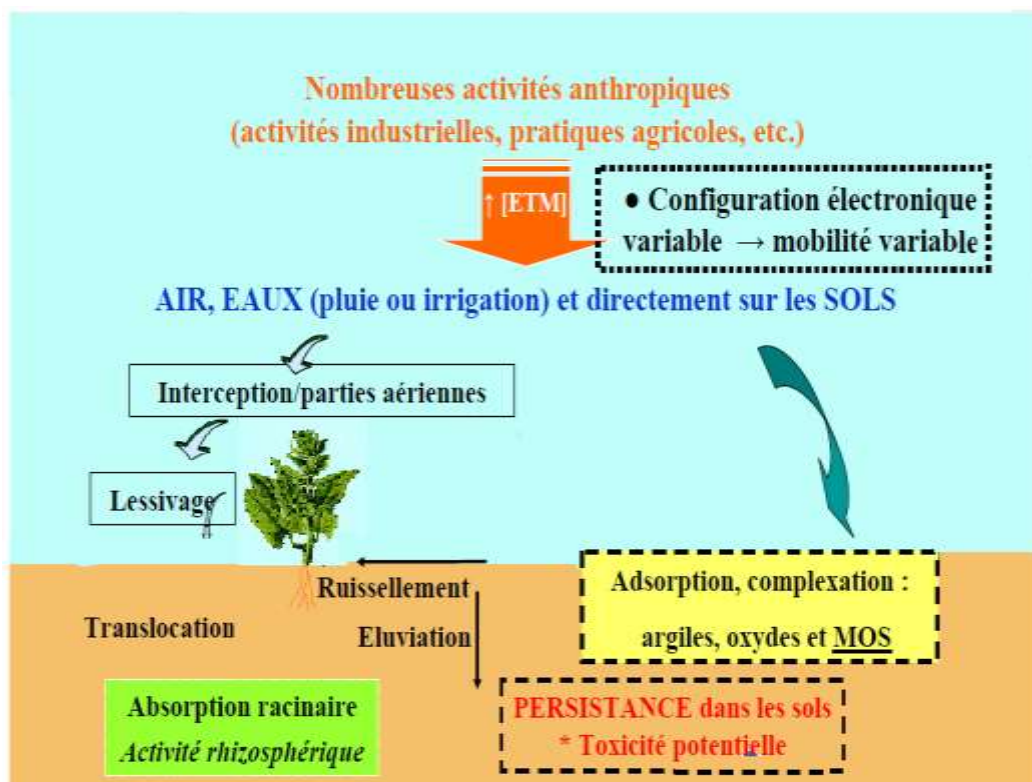 Nombreuses activités anthropiques
(activités industrielles, pratiques agricoles, etc.)
↑ [ETM]
● Configuration électronique
variable → mobilité variable
AIR, EAUX (pluie ou irrigation) et directement sur les SOLS
Interception/parties aériennes
Lessivage
Ruissellement
Translocation
Eluviation
Adsorption, complexation :
argiles, oxydes et MOS
Absorption racinaire
Activité rhizosphérique
PERSISTANCE dans les sols
* Toxicité potentielle